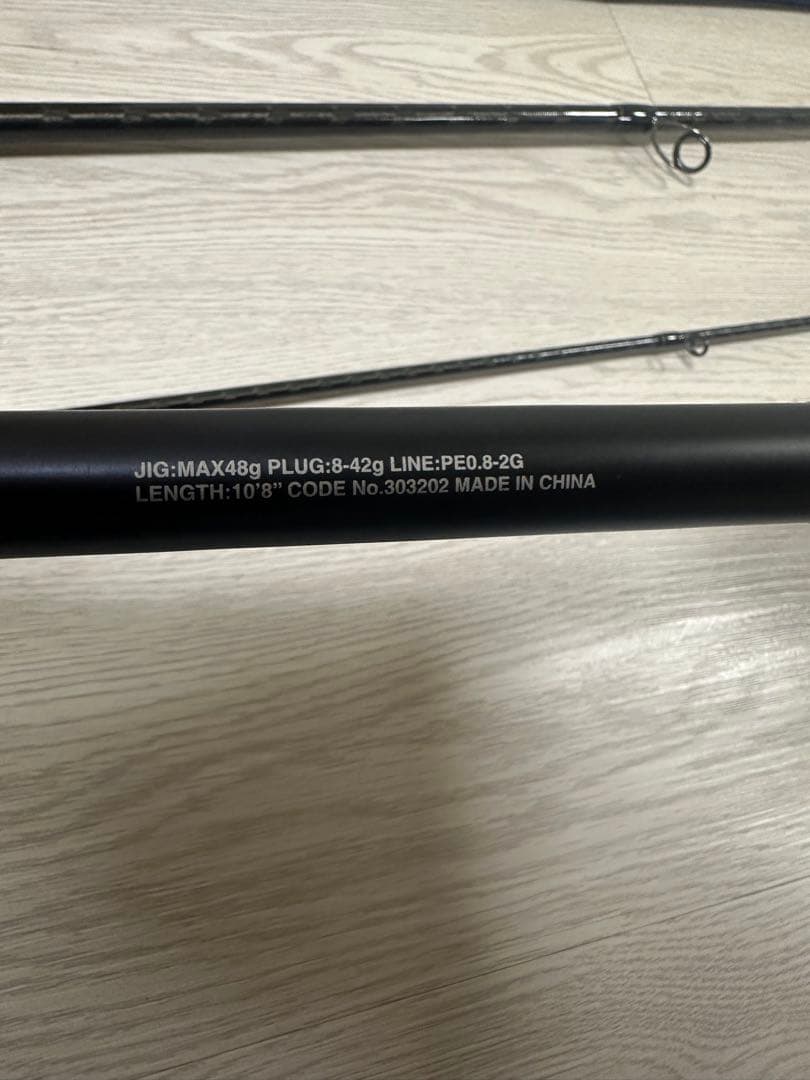 JIG:MAX48g PLUG:8-42g LINE:PE0.8-2G
LENGTH:10'8” CODE No.303202 MADE IN CHINA